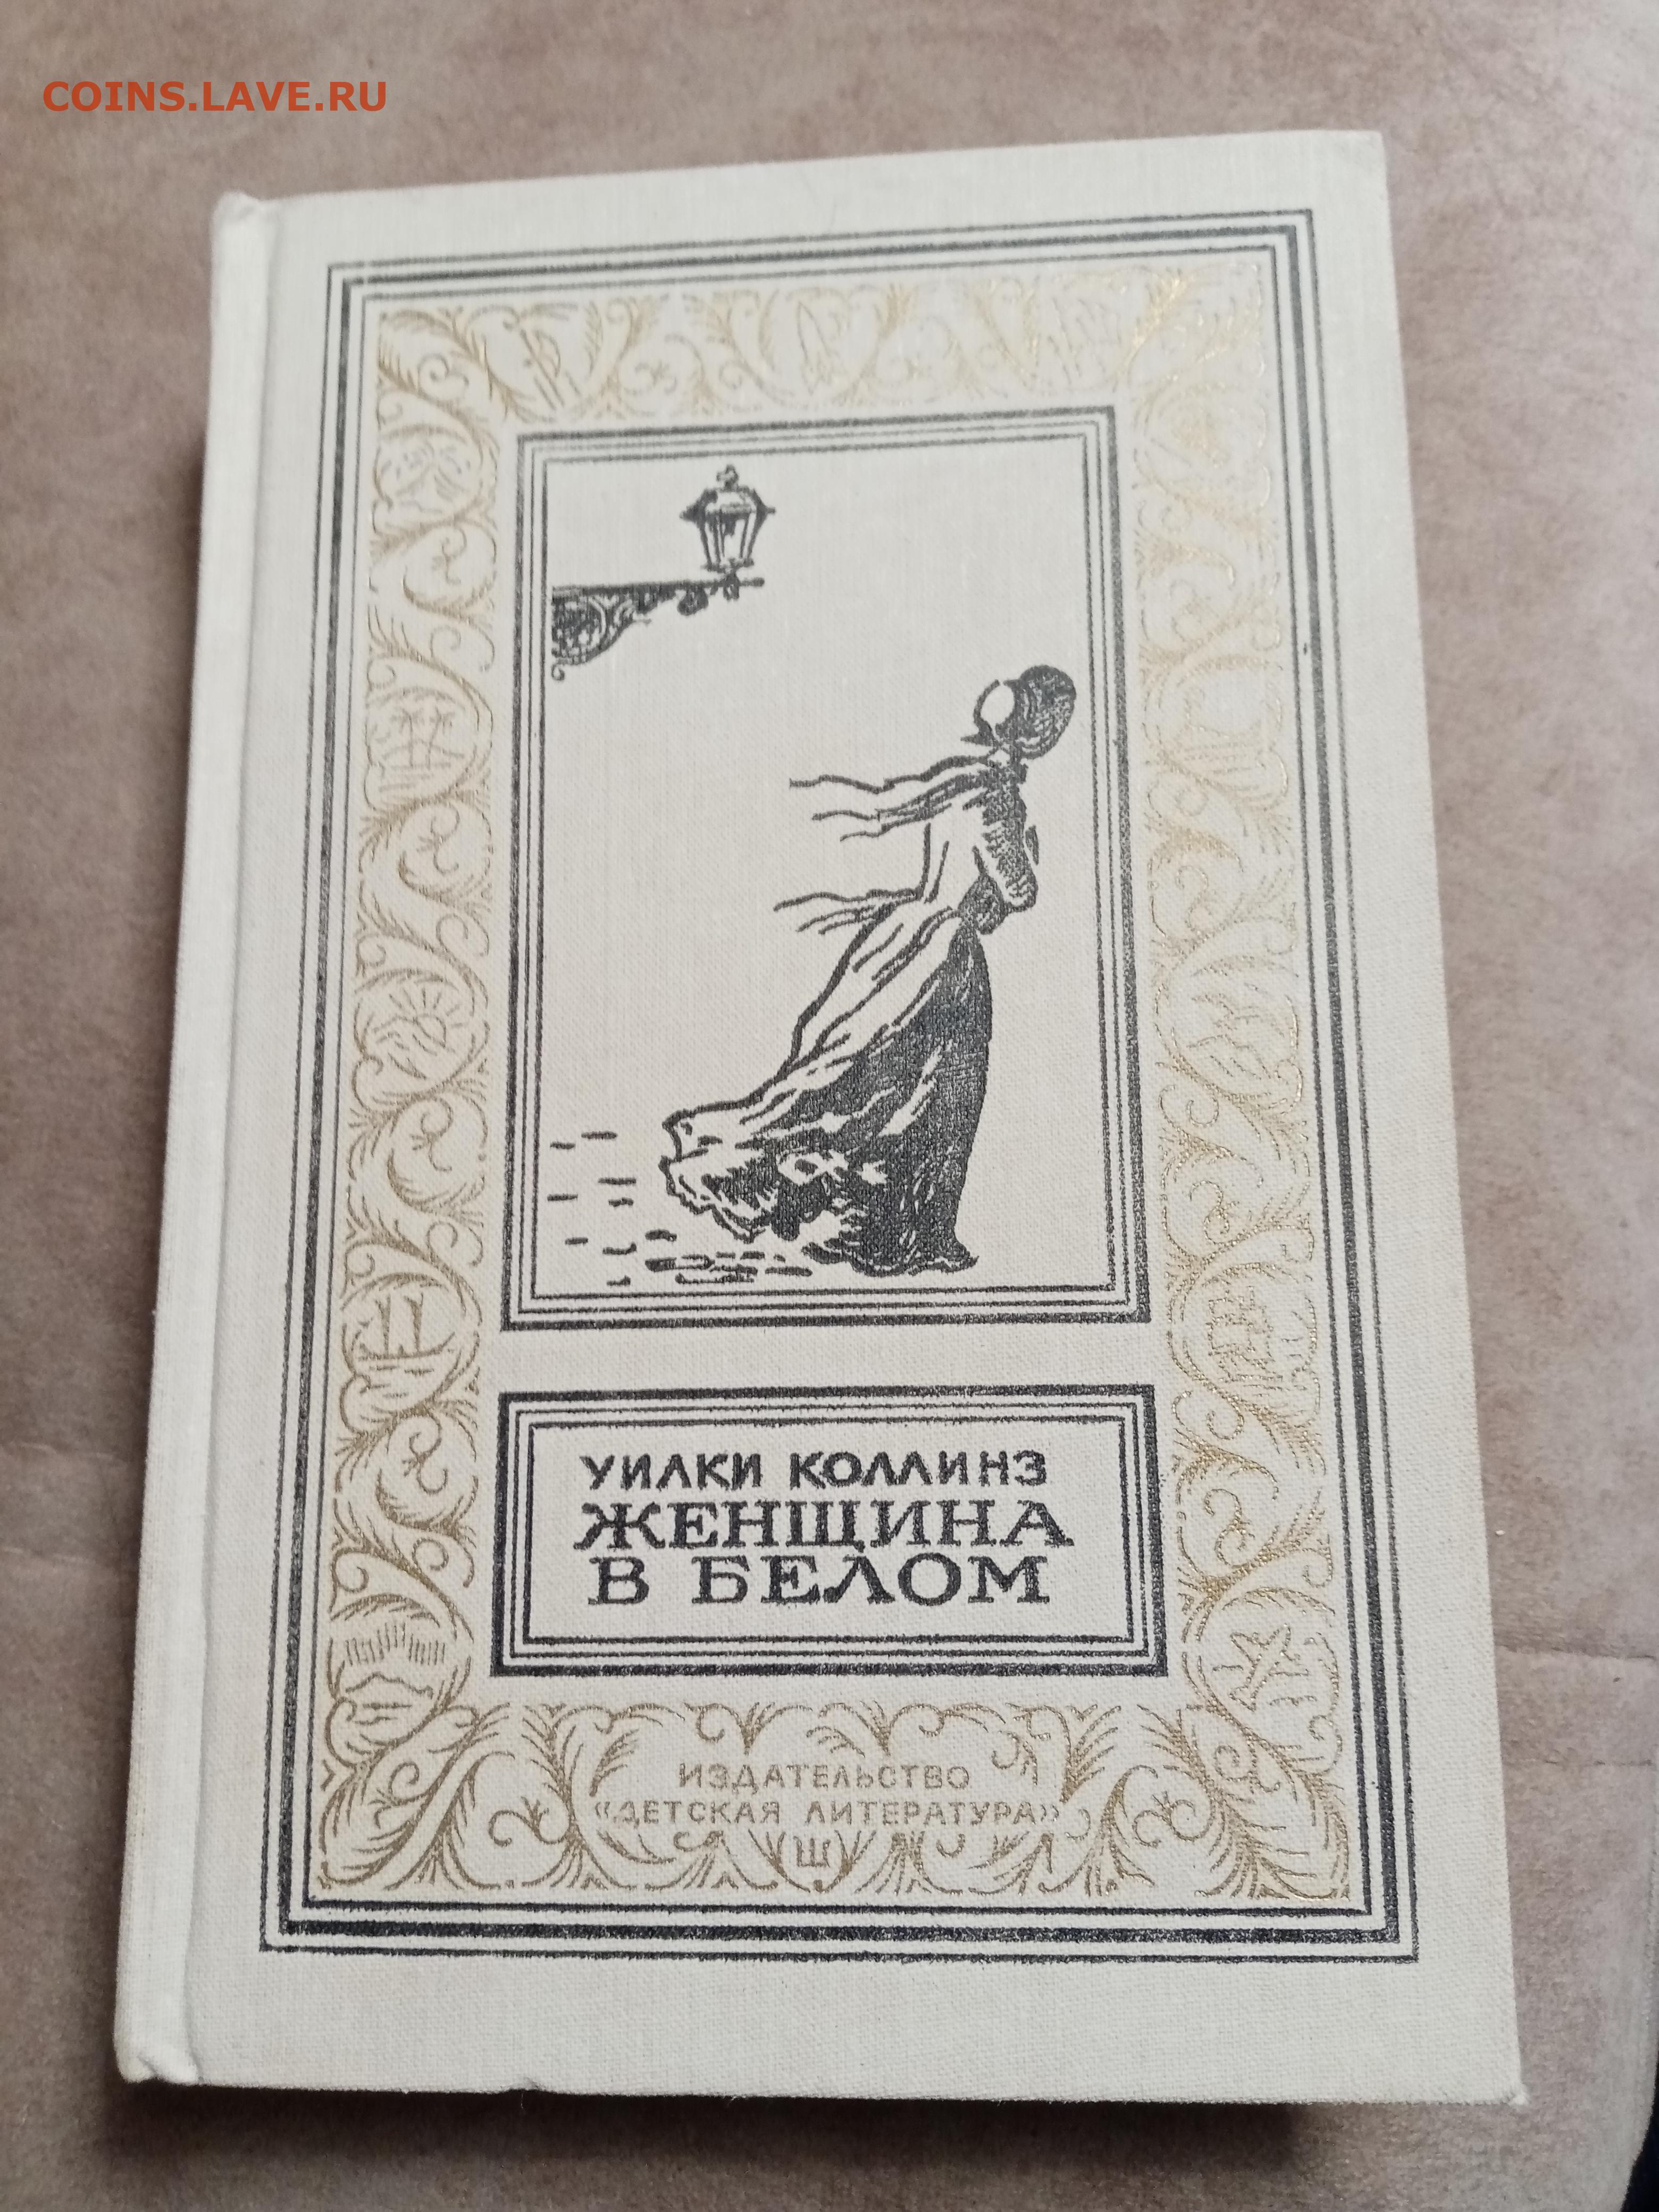 COINS.LAVE.RU
УИЛКИ КОЛЛИНЗ
ЖЕНЩИНА
В БЕЛОМ
ИЗДАТЕЛЬСТВО
«ДЕТСКАЯ ЛИТЕРАТУРА»
Ш